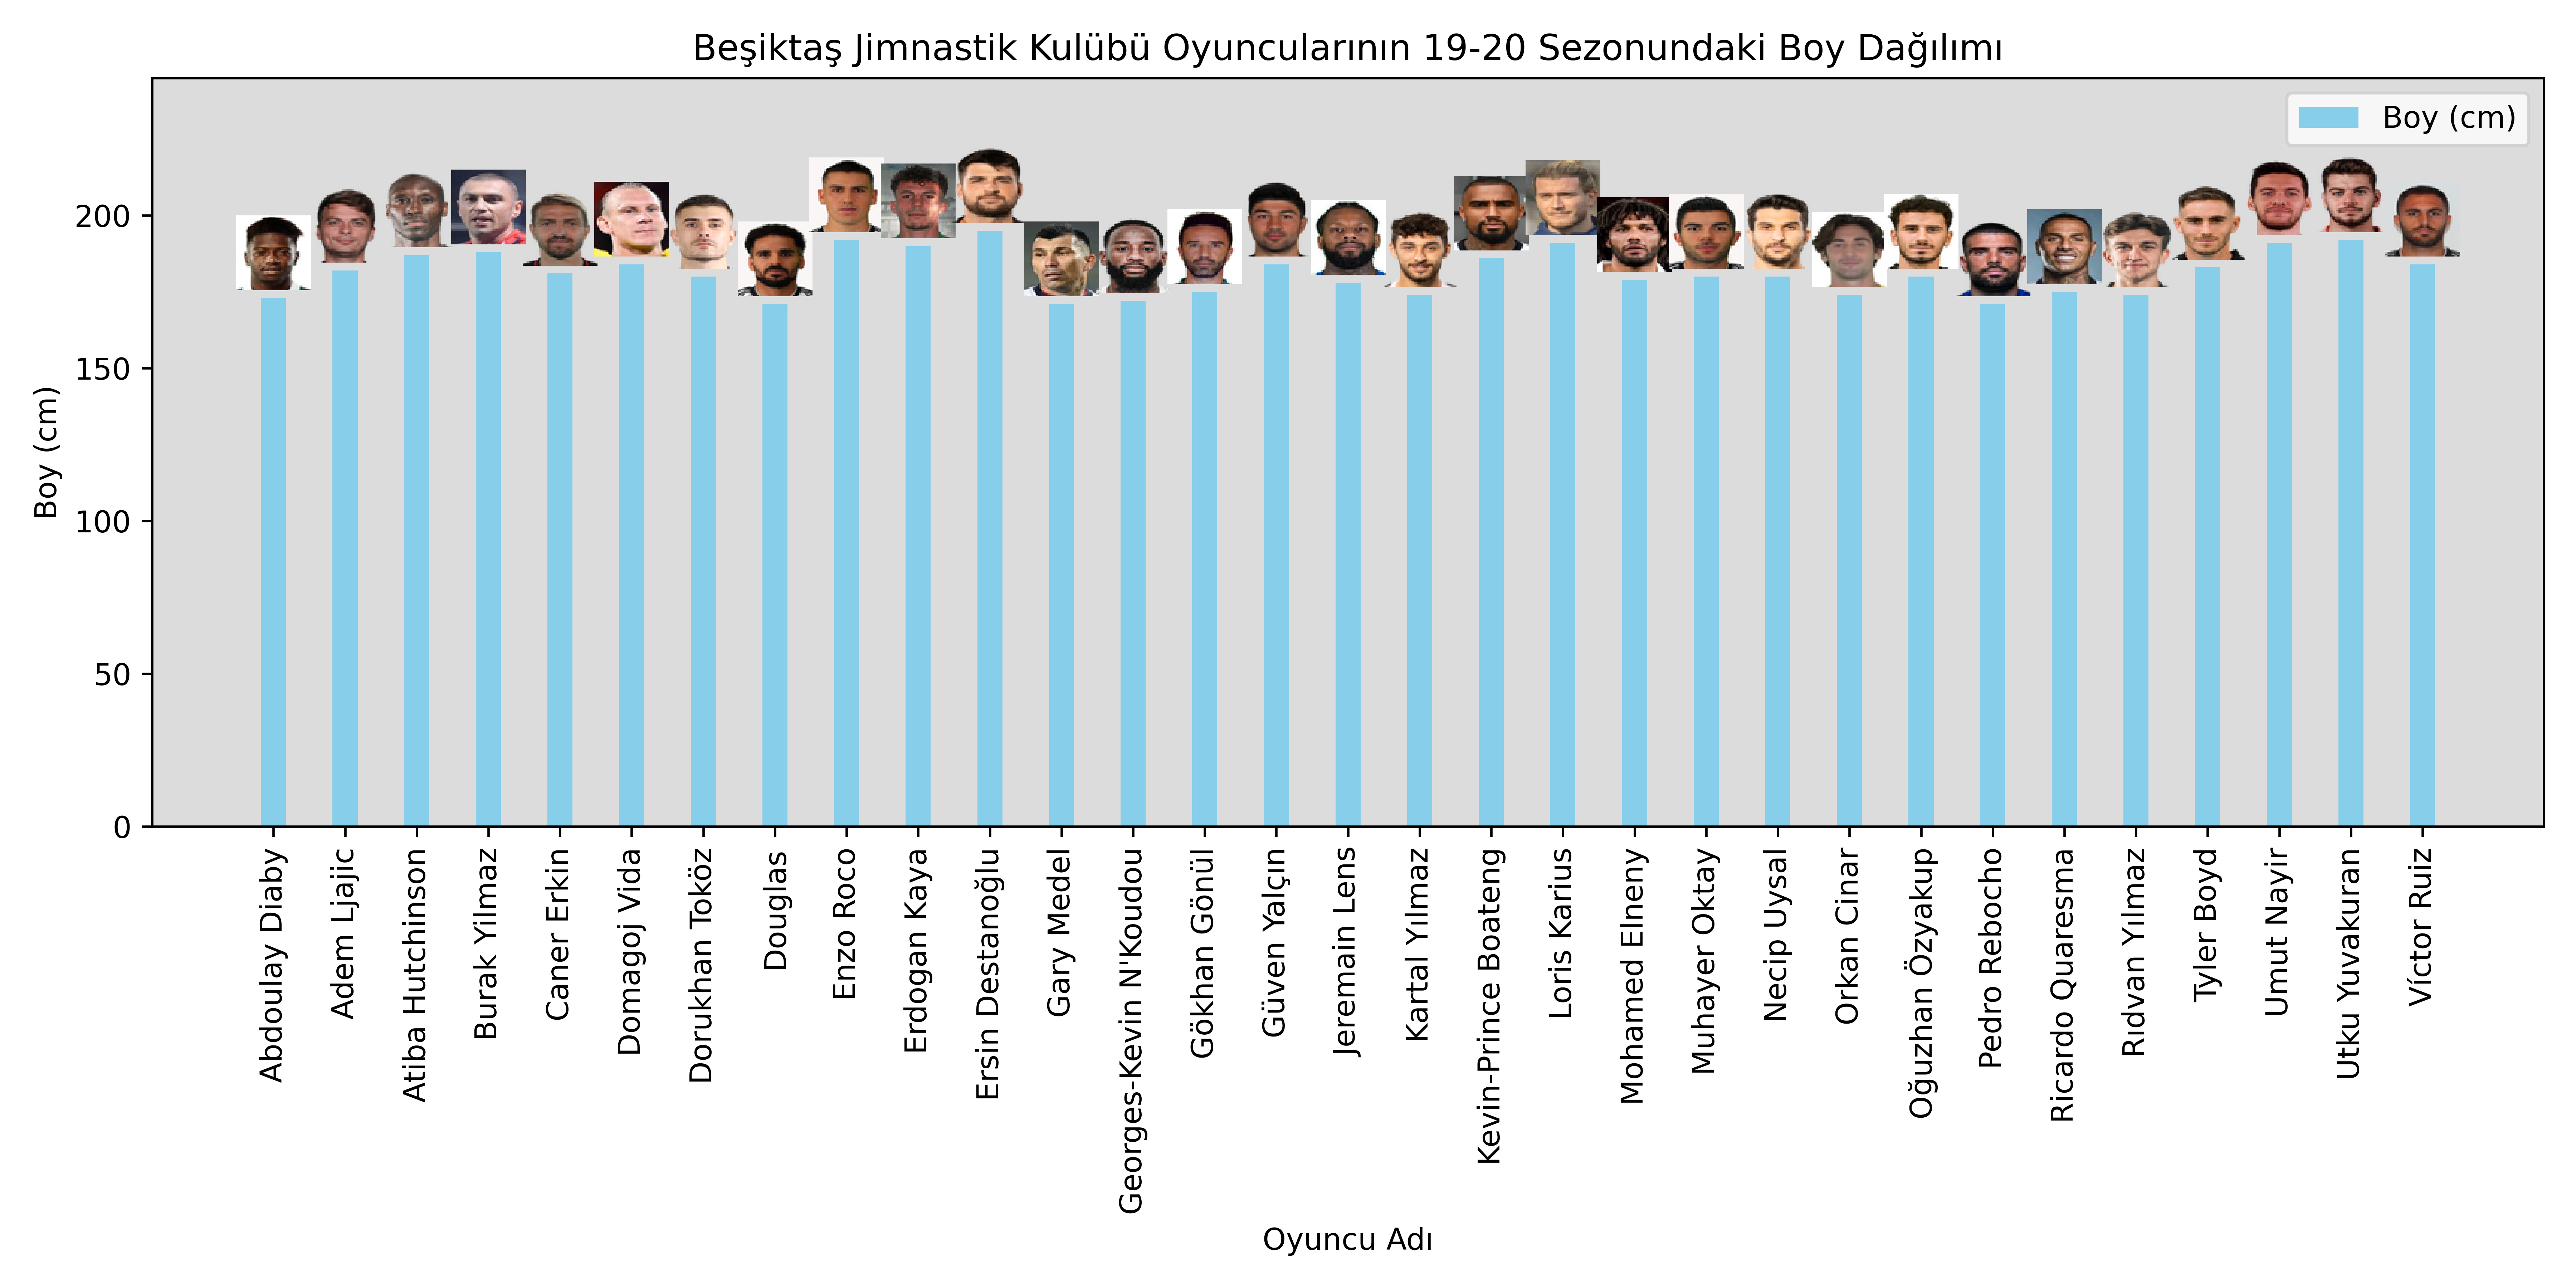 Beşiktaş Jimnastik Kulübü Oyuncularının 19-20 Sezonundaki Boy Dağılımı
Boy (cm)
Boy (cm)
200
150
100
50
0
Abdoulay Diaby
Adem Ljajic
Atiba Hutchinson
Burak Yilmaz
Caner Erkin
Domagoj Vida
Dorukhan Toköz
Douglas
Enzo Roco
Erdogan Kaya
Ersin Destanoğlu
Gary Medel
Georges-Kevin N'Koudou
Gökhan Gönül
Güven Yalçın
Jeremain Lens
Kartal Yılmaz
Kevin-Prince Boateng
Loris Karius
Mohamed Elneny
Muhayer Oktay
Necip Uysal
Orkan Cinar
Oğuzhan Özyakup
Pedro Rebocho
Ricardo Quaresma
Rıdvan Yılmaz
Tyler Boyd
Umut Nayir
Utku Yuvakuran
Víctor Ruiz
Oyuncu Adı